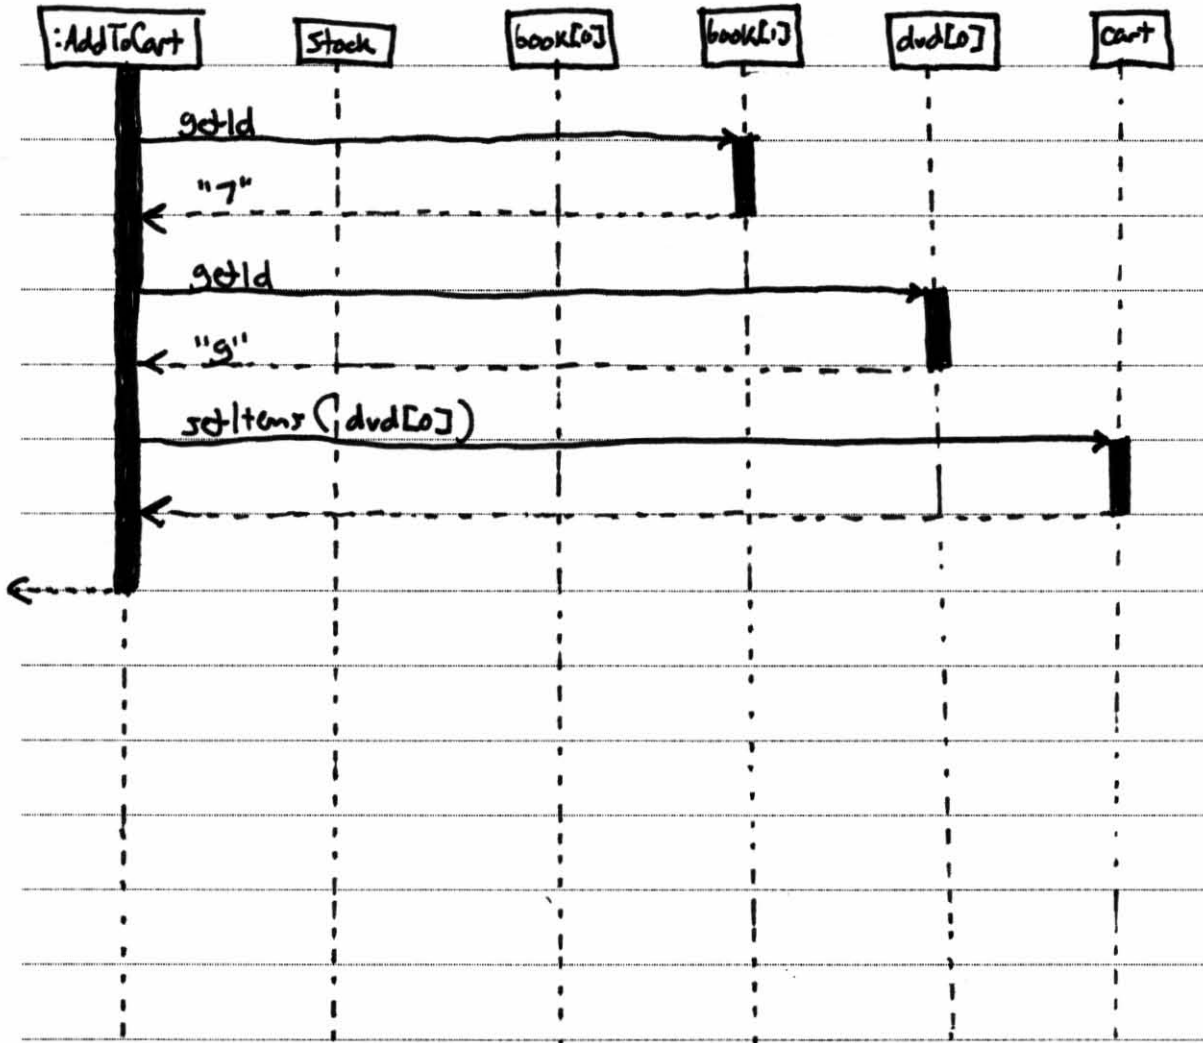 :AddToCart
Stock
book[0]
book[1]
dvd[0]
cart
getId
"7"
getId
"9"
setItems(dvd[0])